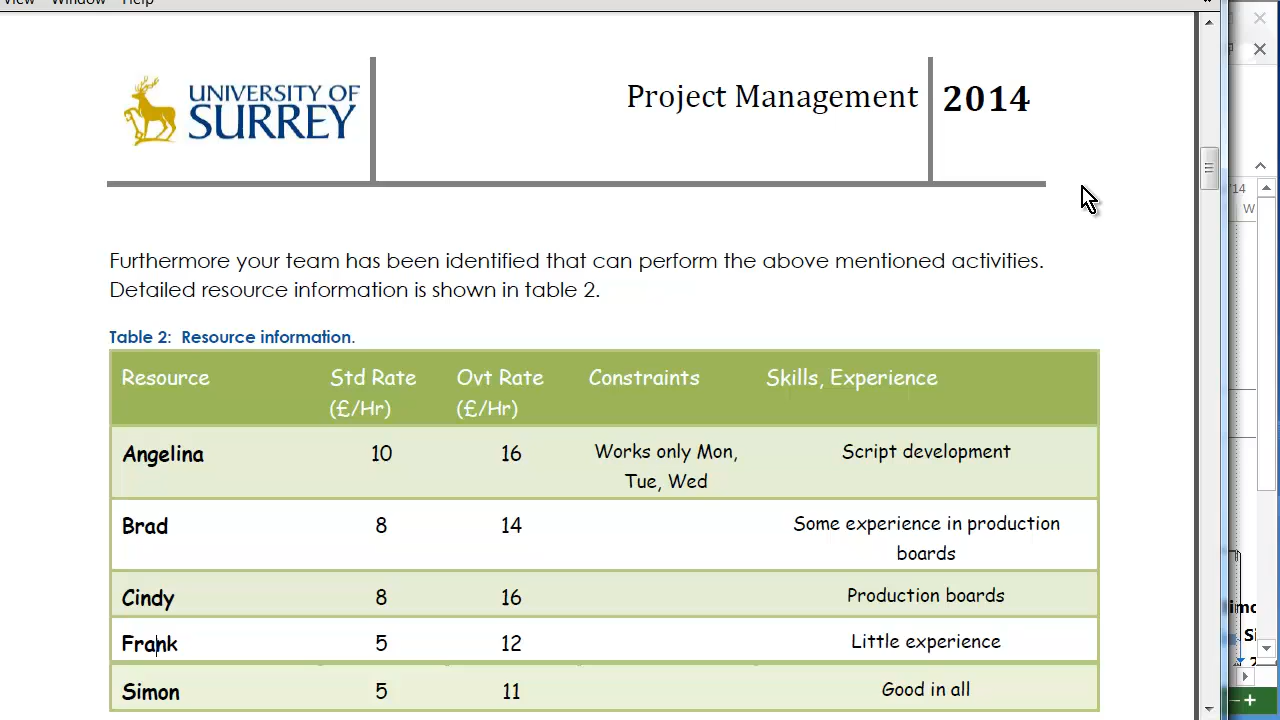 View Window Help
UNIVERSITY OF
SURREY
Project Management 2014
Furthermore your team has been identified that can perform the above mentioned activities.
Detailed resource information is shown in table 2.
Table 2: Resource information.
Resource Std Rate (£/Hr) Ovt Rate (£/Hr) Constraints Skills, Experience
Angelina 10 16 Works only Mon, Tue, Wed Script development
Brad 8 14 Some experience in production boards
Cindy 8 16 Production boards
Frank 5 12 Little experience
Simon 5 11 Good in all
W